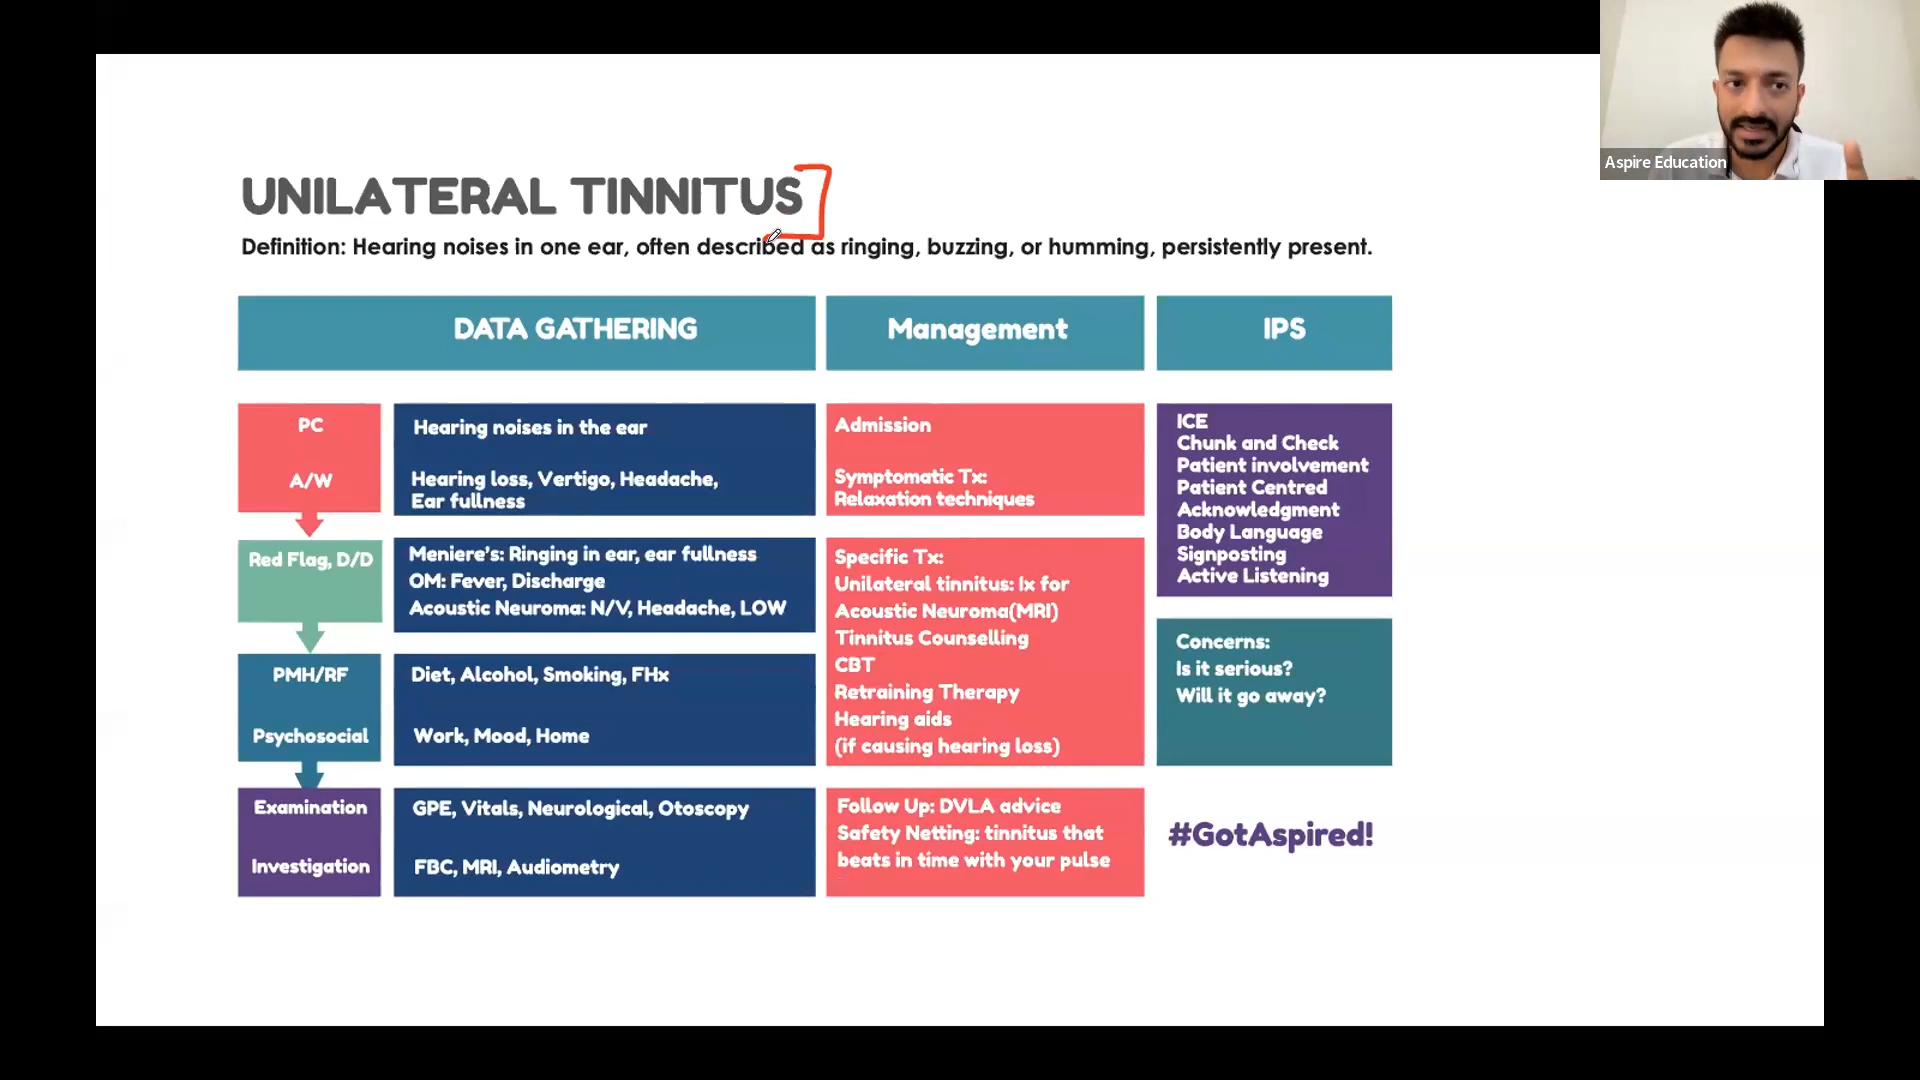 Aspire Education
UNILATERAL TINNITUS
Definition: Hearing noises in one ear, often described as ringing, buzzing, or humming, persistently present.
DATA GATHERING
Management
IPS
PC
A/W
Hearing noises in the ear
Hearing loss, Vertigo, Headache,
Ear fullness
Red Flag, D/D
Meniere's: Ringing in ear, ear fullness
OM: Fever, Discharge
Acoustic Neuroma: N/V, Headache, LOW
PMH/RF
Psychosocial
Diet, Alcohol, Smoking, FHx
Work, Mood, Home
Examination
Investigation
GPE, Vitals, Neurological, Otoscopy
FBC, MRI, Audiometry
Admission
Symptomatic Tx:
Relaxation techniques
Specific Tx:
Unilateral tinnitus: Ix for
Acoustic Neuroma(MRI)
Tinnitus Counselling
CBT
Retraining Therapy
Hearing aids
(if causing hearing loss)
Follow Up: DVLA advice
Safety Netting: tinnitus that
beats in time with your pulse
ICE
Chunk and Check
Patient involvement
Patient Centred
Acknowledgment
Body Language
Signposting
Active Listening
Concerns:
Is it serious?
Will it go away?
#GotAspired!